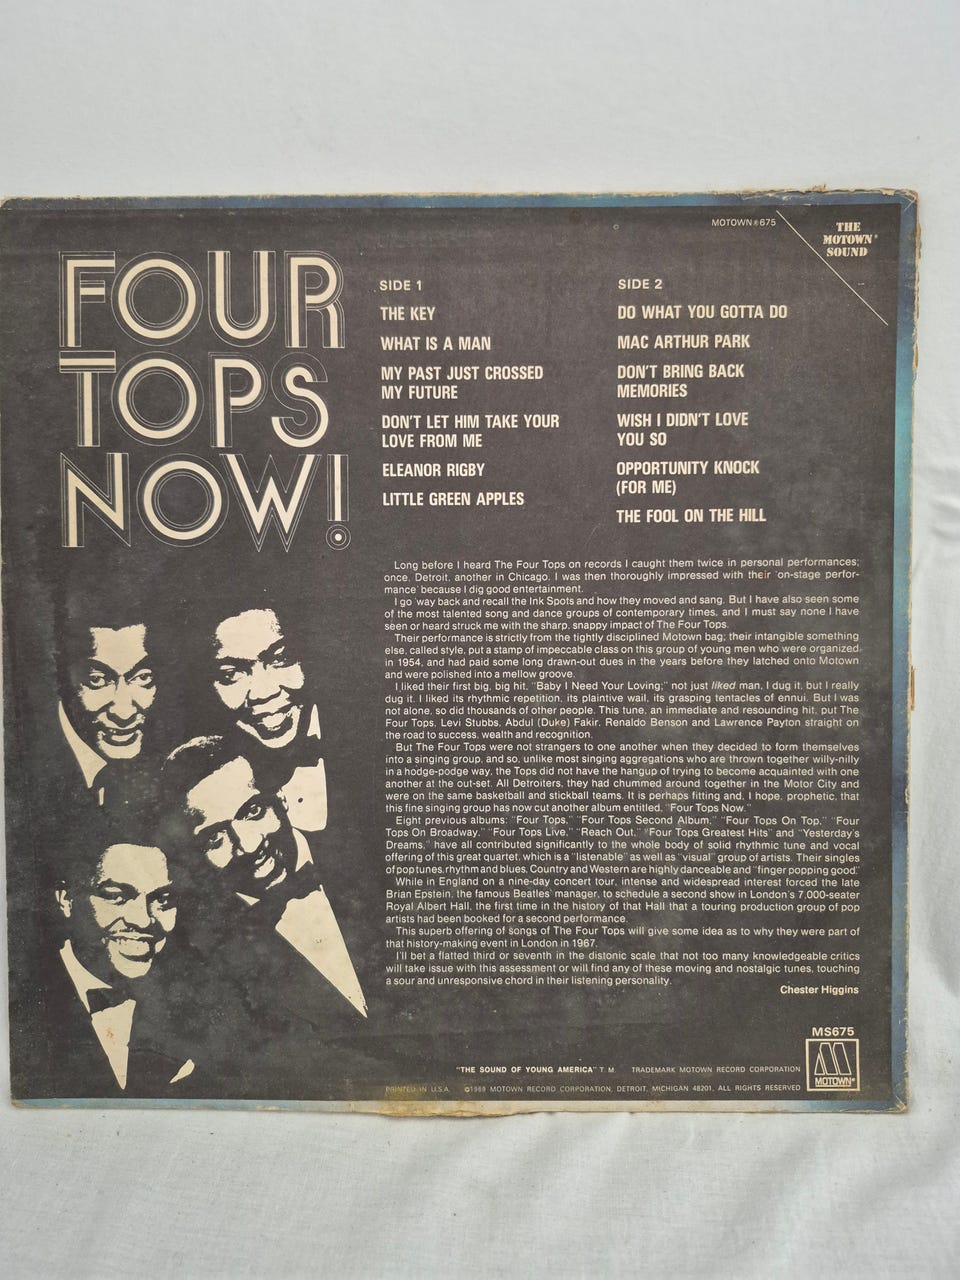 MOTOWN®675
THE
MOTOWN®
SOUND
FOUR
TOPS
NOW!
SIDE 1
THE KEY
WHAT IS A MAN
MY PAST JUST CROSSED
MY FUTURE
DON'T LET HIM TAKE YOUR
LOVE FROM ME
ELEANOR RIGBY
LITTLE GREEN APPLES
SIDE 2
DO WHAT YOU GOTTA DO
MAC ARTHUR PARK
DON'T BRING BACK
MEMORIES
WISH I DIDN'T LOVE
YOU SO
OPPORTUNITY KNOCK
(FOR ME)
THE FOOL ON THE HILL
Long before I heard The Four Tops on records I caught them twice in personal performances;
once, Detroit, another in Chicago. I was then thoroughly impressed with their 'on-stage perfor-
mance' because I dig good entertainment.
I go 'way back and recall the Ink Spots and how they moved and sang. But I have also seen some
of the most talented song and dance groups of contemporary times, and I must say none I have
seen or heard struck me with the sharp, snappy impact of The Four Tops.
Their performance is strictly from the tightly disciplined Motown bag; their intangible something
else, called style, put a stamp of impeccable class on this group of young men who were organized
in 1954, and had paid some long drawn-out dues in the years before they latched onto Motown
and were polished into a mellow groove.
I liked their first big, big hit, "Baby I Need Your Loving;" not just liked man, I dug it, but I really
dug it. I liked its rhythmic repetition, its plaintive wail, its grasping tentacles of ennui. But I was
not alone, so did thousands of other people. This tune, an immediate and resounding hit, put The
Four Tops, Levi Stubbs, Abdul (Duke) Fakir, Renaldo Benson and Lawrence Payton straight on
the road to success, wealth and recognition.
But The Four Tops were not strangers to one another when they decided to form themselves
into a singing group, and so, unlike most singing aggregations who are thrown together willy-nilly
in a hodge-podge way, the Tops did not have the hangup of trying to become acquainted with one
another at the out-set. All Detroiters, they had chummed around together in the Motor City and
were on the same basketball and stickball teams. It is perhaps fitting and, I hope, prophetic, that
this fine singing group has now cut another album entitled, "Four Tops Now."
Eight previous albums: "Four Tops," "Four Tops Second Album," "Four Tops On Top," "Four
Tops On Broadway," "Four Tops Live," "Reach Out," "Four Tops Greatest Hits" and "Yesterday's
Dreams," have all contributed significantly to the whole body of solid rhythmic tune and vocal
offering of this great quartet, which is a "listenable" as well as "visual" group of artists. Their singles
of pop tunes, rhythm and blues, Country and Western are highly danceable and "finger popping good."
While in England on a nine-day concert tour, intense and widespread interest forced the late
Brian Epstein, the famous Beatles' manager, to schedule a second show in London's 7,000-seater
Royal Albert Hall, the first time in the history of that Hall that a touring production group of pop
artists had been booked for a second performance.
This superb offering of songs of The Four Tops will give some idea as to why they were part of
that history-making event in London in 1967.
I'll bet a flatted third or seventh in the distonic scale that not too many knowledgeable critics
will take issue with this assessment or will find any of these moving and nostalgic tunes, touching
a sour and unresponsive chord in their listening personality.
Chester Higgins
MS675
"THE SOUND OF YOUNG AMERICA" T.M. TRADEMARK MOTOWN RECORD CORPORATION
PRINTED IN U.S.A. ©1969 MOTOWN RECORD CORPORATION, DETROIT, MICHIGAN 48201, ALL RIGHTS RESERVED
M
MOTOWN®